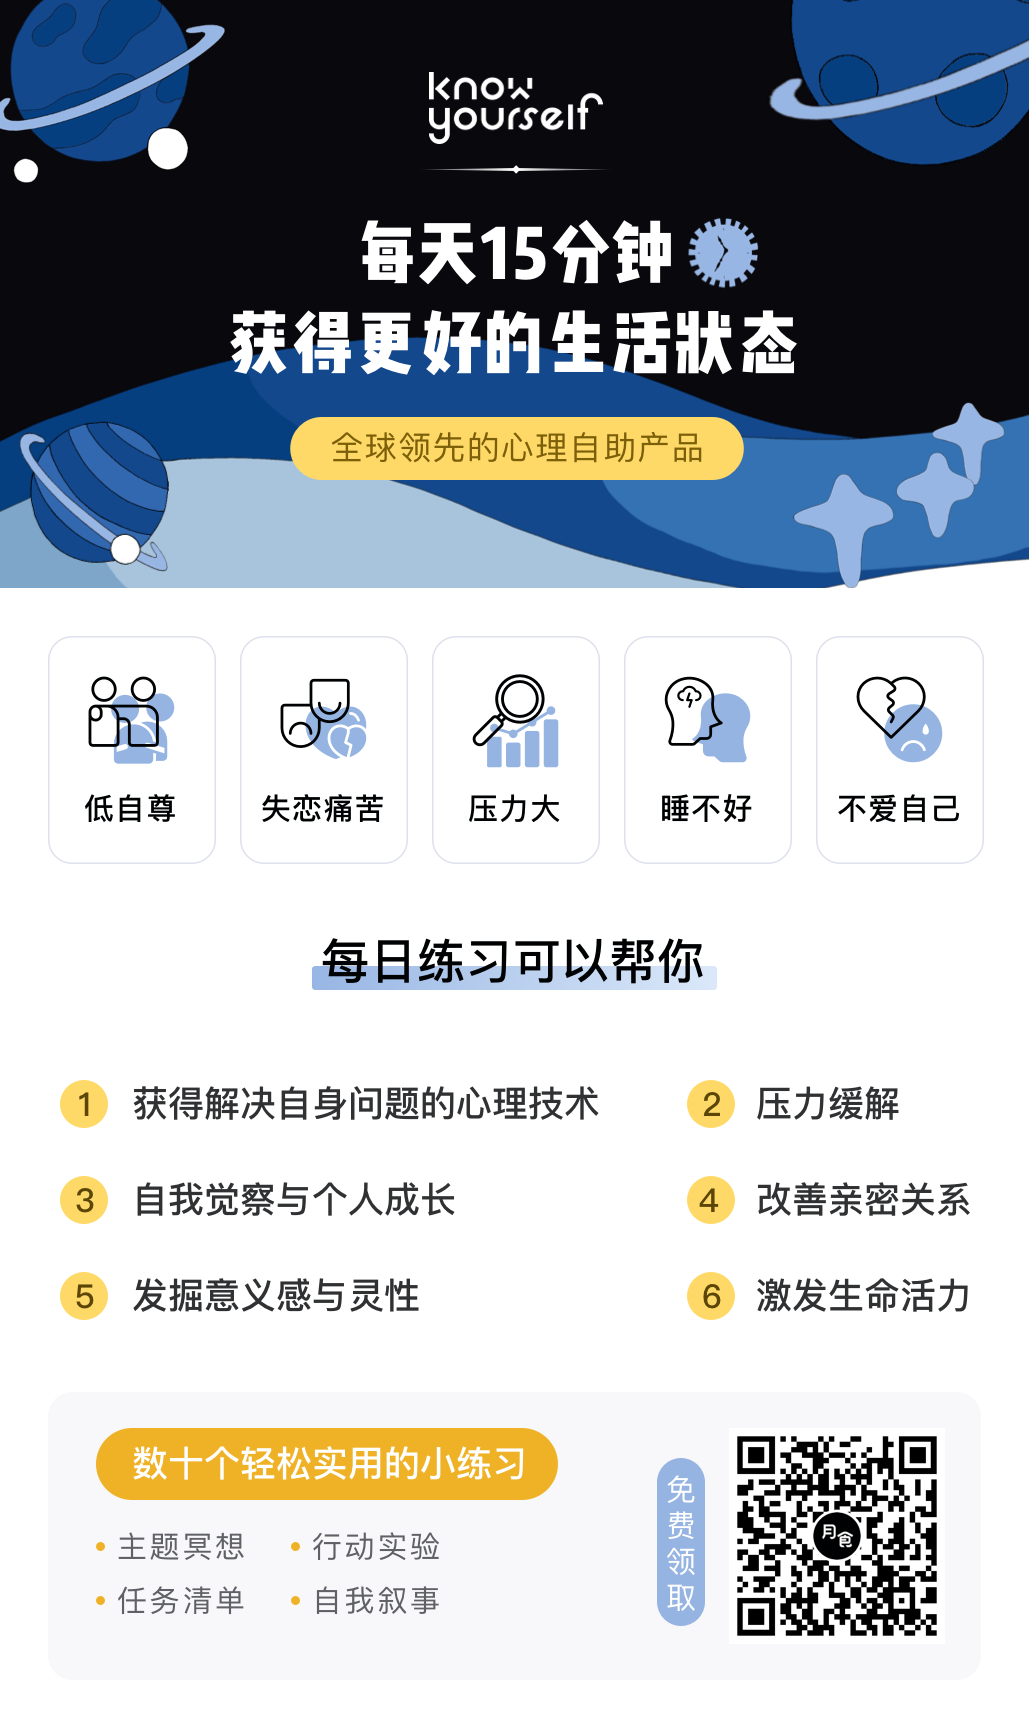 know
yourself
每天15分钟
获得更好的生活狀态
全球领先的心理自助产品
低自尊
失恋痛苦
压力大
睡不好
不爱自己
每日练习可以帮你
1 获得解决自身问题的心理技术
2 压力缓解
3 自我觉察与个人成长
4 改善亲密关系
5 发掘意义感与灵性
6 激发生命活力
数十个轻松实用的小练习
主题冥想
行动实验
任务清单
自我叙事
免费领取
月食